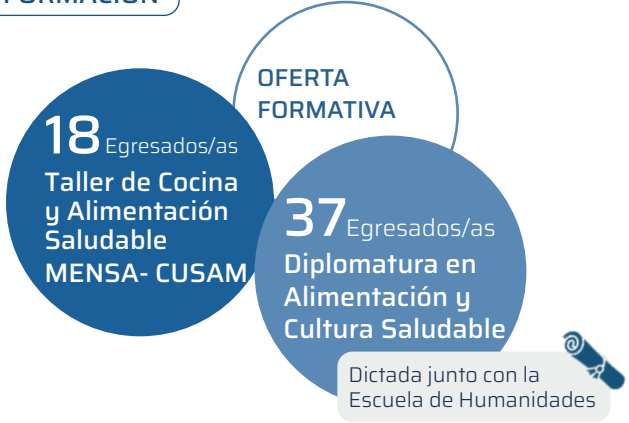 FORMACIÓN
OFERTA
FORMATIVA
18 Egresados/as
Taller de Cocina
y Alimentación
Saludable
MENSA- CUSAM
37 Egresados/as
Diplomatura en
Alimentación y
Cultura Saludable
Dictada junto con la
Escuela de Humanidades